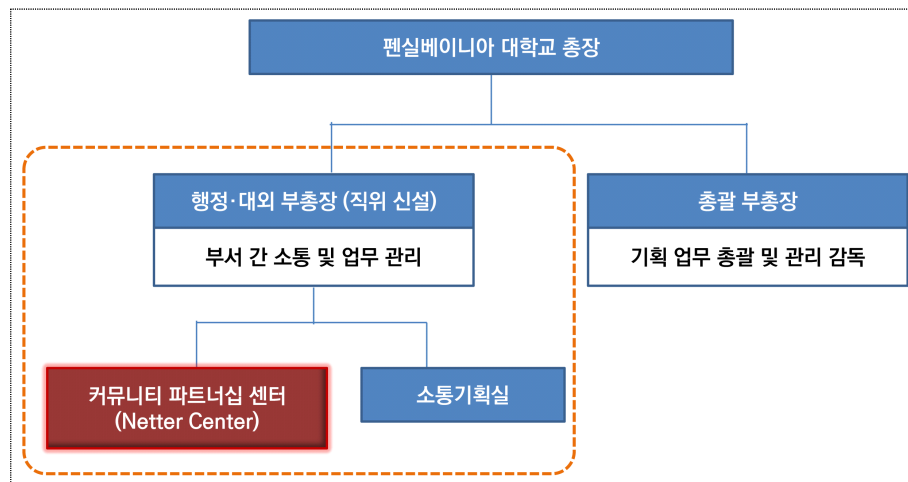 펜실베이니아 대학교 총장
행정·대외 부총장 (직위 신설)
부서 간 소통 및 업무 관리
총괄 부총장
기획 업무 총괄 및 관리 감독
커뮤니티 파트너십 센터
(Netter Center)
소통기획실